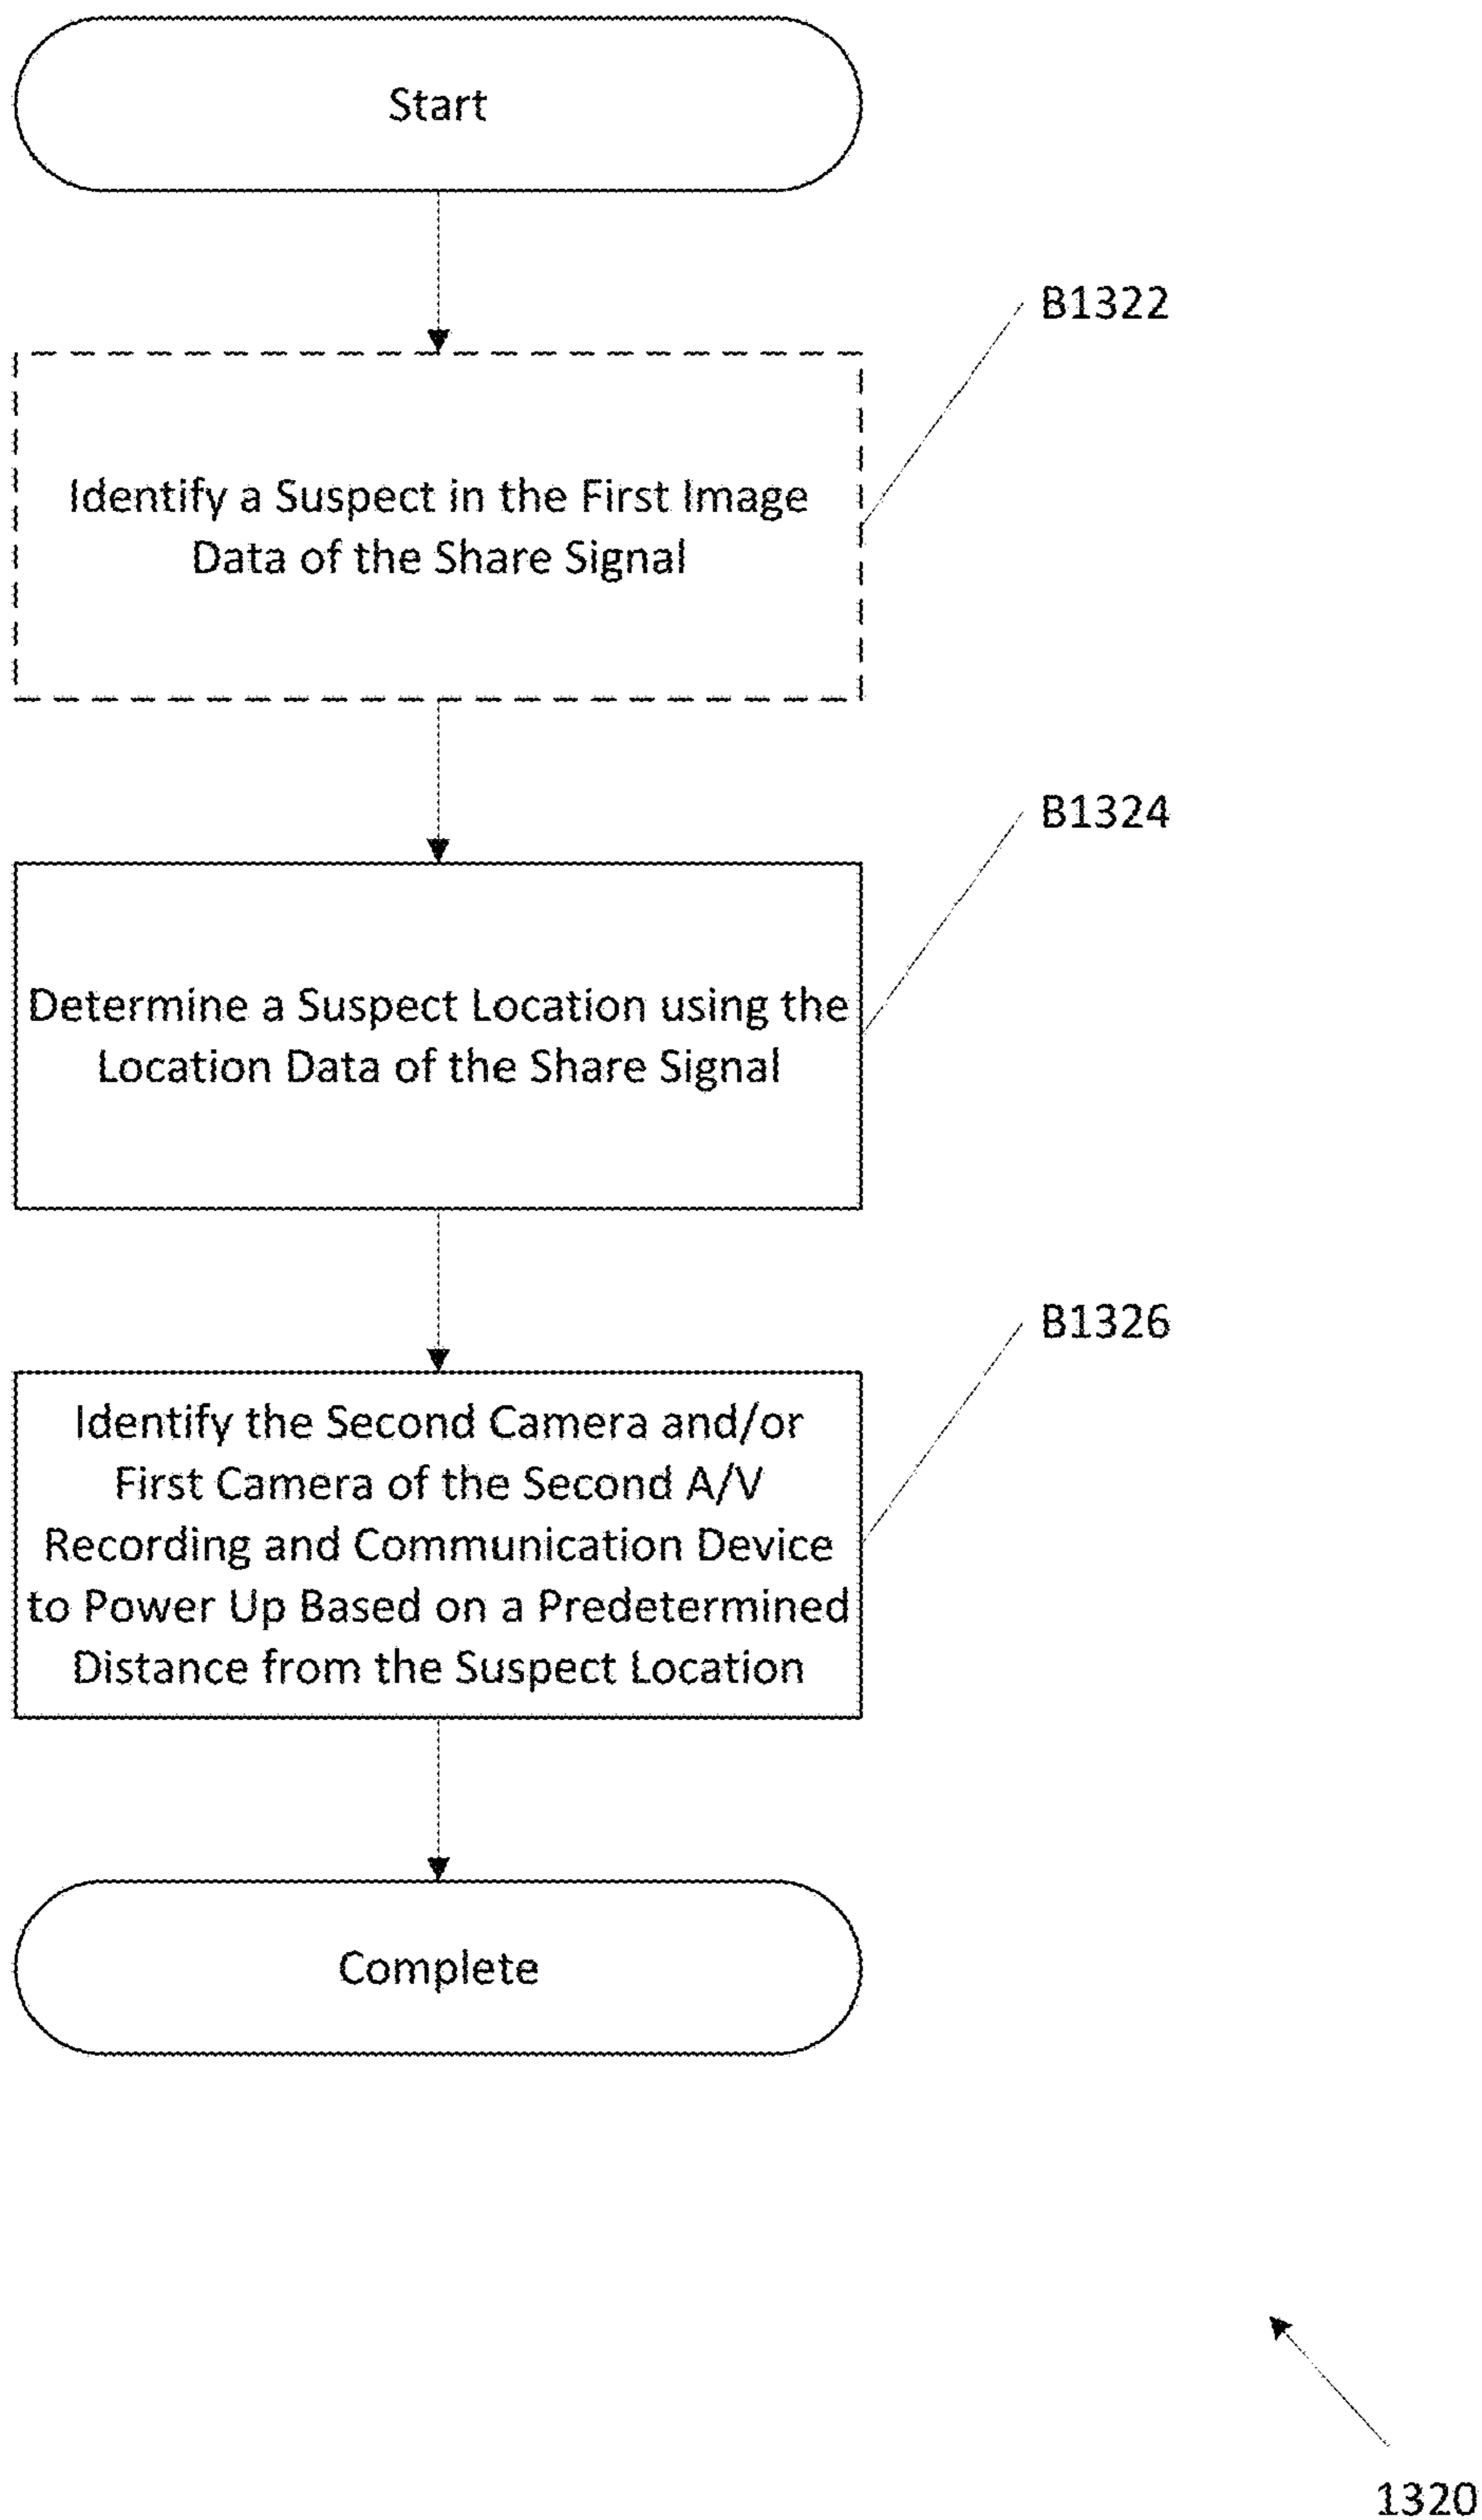 Start
B1322
Identify a Suspect in the First Image
Data of the Share Signal
B1324
Determine a Suspect Location using the
Location Data of the Share Signal
B1326
Identify the Second Camera and/or
First Camera of the Second A/V
Recording and Communication Device
to Power Up Based on a Predetermined
Distance from the Suspect Location
Complete
1320